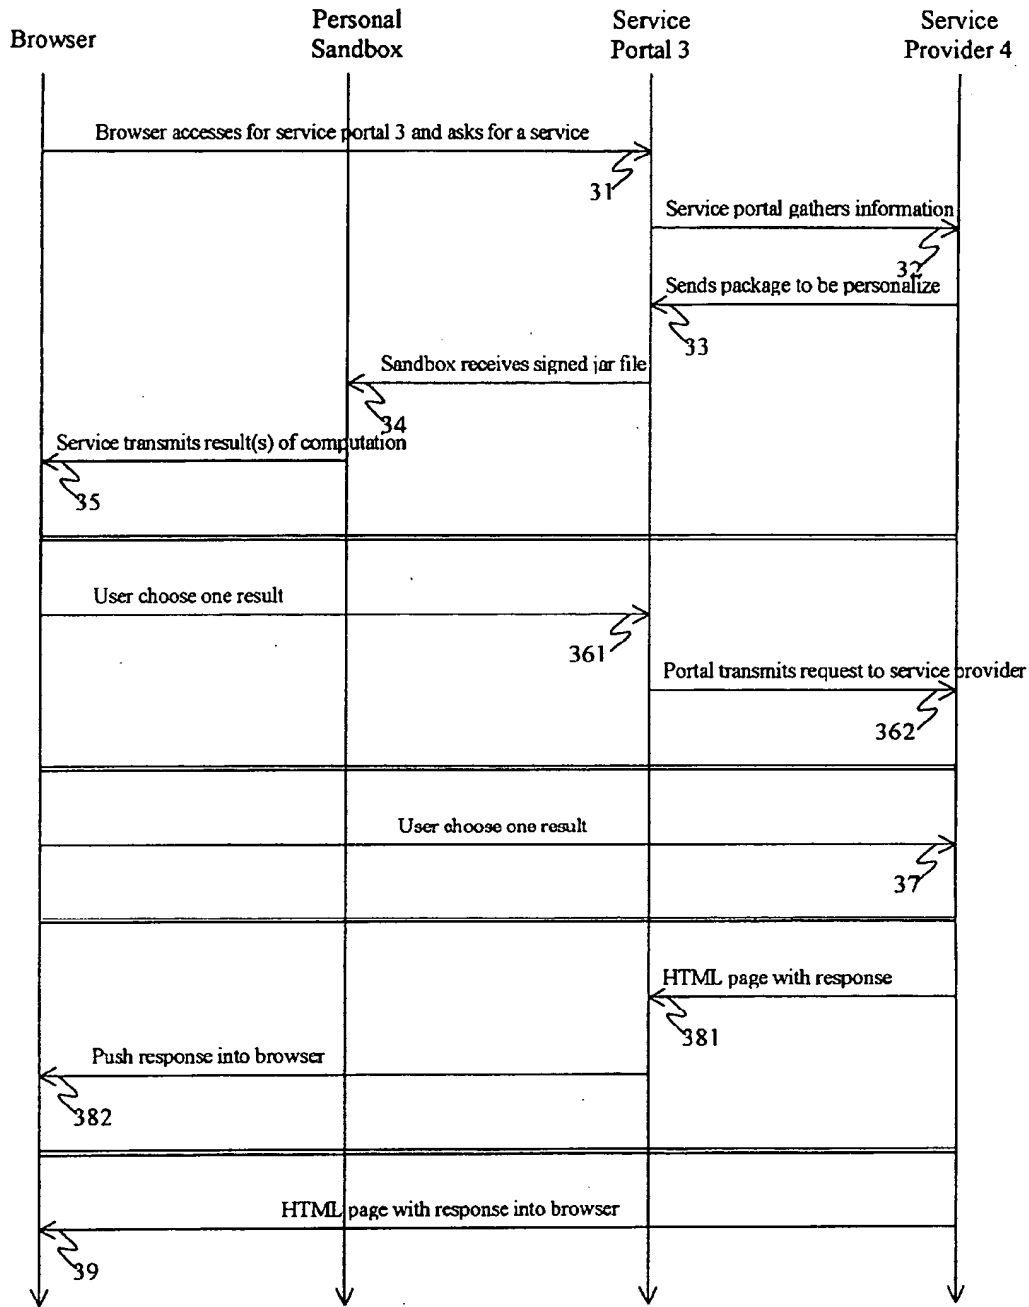 Browser
Personal
Sandbox
Service
Portal 3
Service
Provider 4
Browser accesses for service portal 3 and asks for a service
31
Service portal gathers information
32
Sends package to be personalize
33
Sandbox receives signed jar file
34
Service transmits result(s) of computation
35
User choose one result
361
Portal transmits request to service provider
362
User choose one result
37
HTML page with response
381
Push response into browser
382
HTML page with response into browser
39